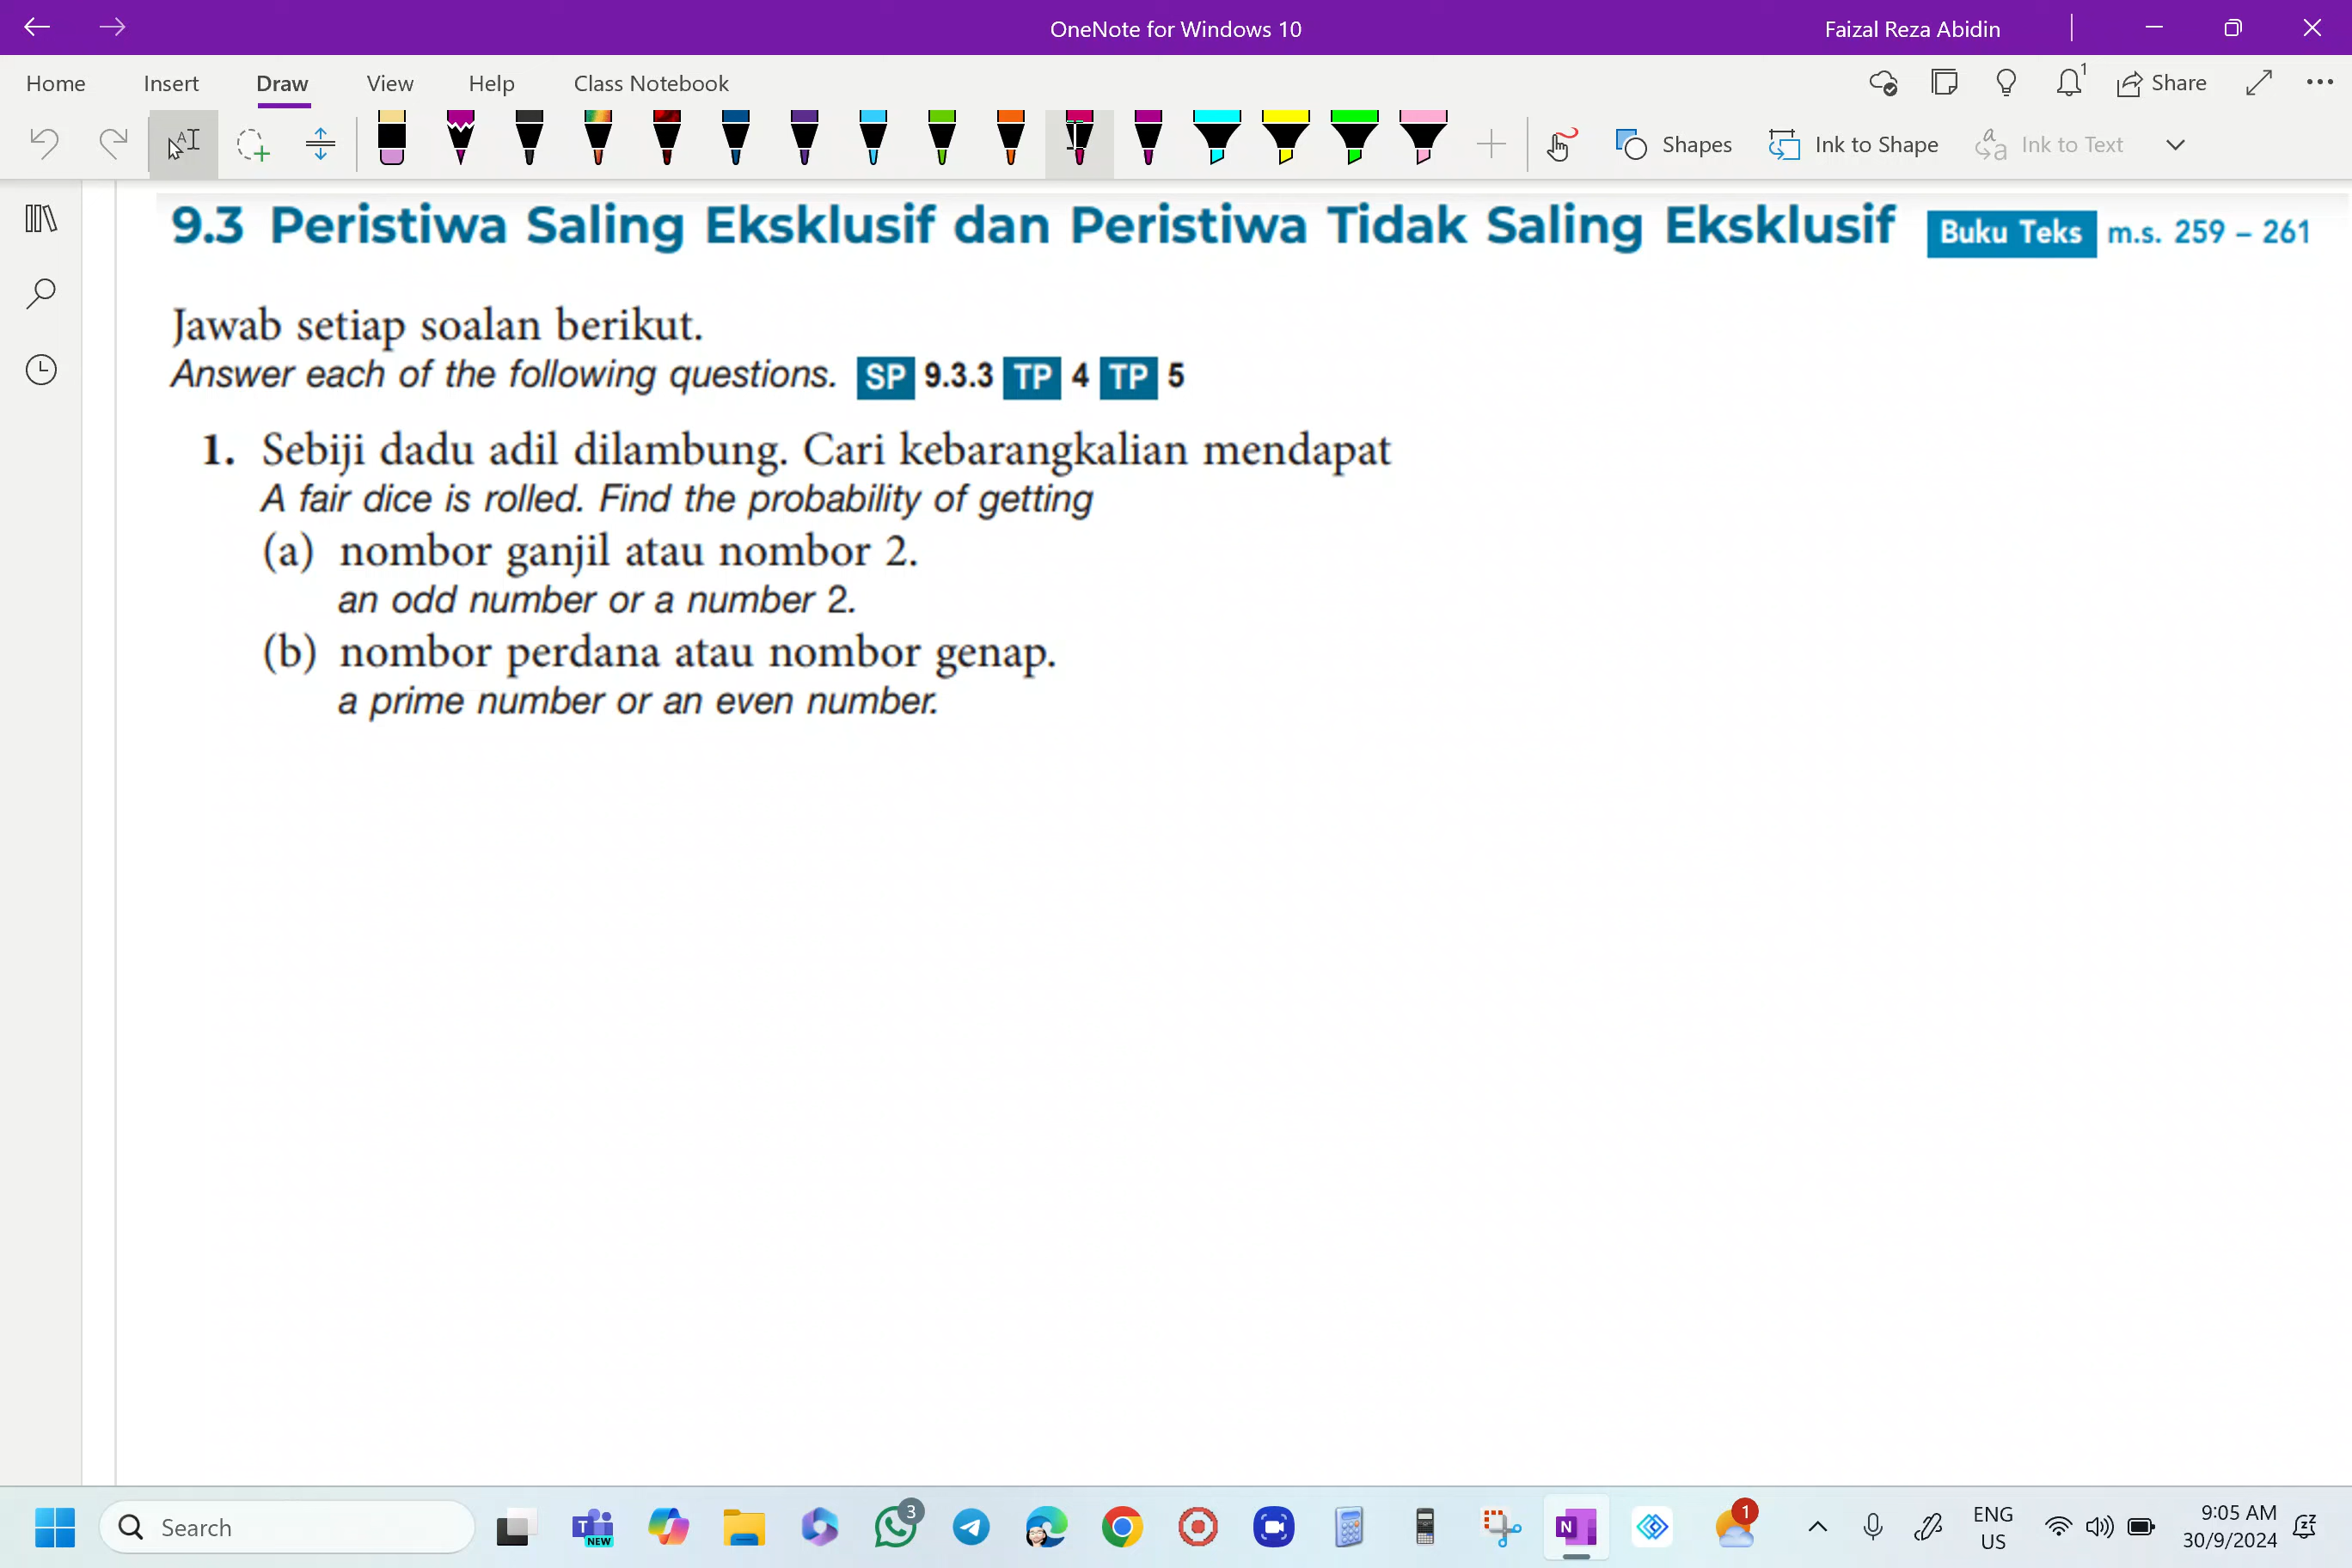 OneNote for Windows 10
Faizal Reza Abidin
Home Insert Draw View Help Class Notebook
1
Share
Shapes
Ink to Shape
Ink to Text
9.3 Peristiwa Saling Eksklusif dan Peristiwa Tidak Saling Eksklusif Buku Teks m.s. 259 – 261
Jawab setiap soalan berikut.
Answer each of the following questions. SP 9.3.3 TP 4 TP 5
1. Sebiji dadu adil dilambung. Cari kebarangkalian mendapat
A fair dice is rolled. Find the probability of getting
(a) nombor ganjil atau nombor 2.
an odd number or a number 2.
(b) nombor perdana atau nombor genap.
a prime number or an even number.
Search
T
NEW
3
N
1
ENG
US
9:05 AM
30/9/2024